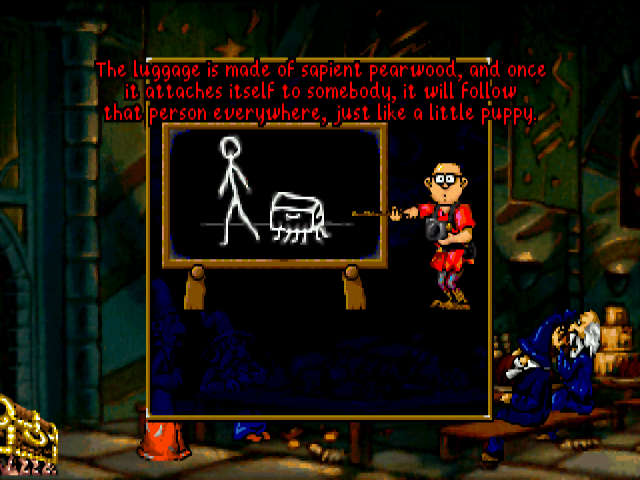 The luggage is made of sapient pearwood, and once
it attaches itself to somebody, it will follow
that person everywhere, just like a little puppy.